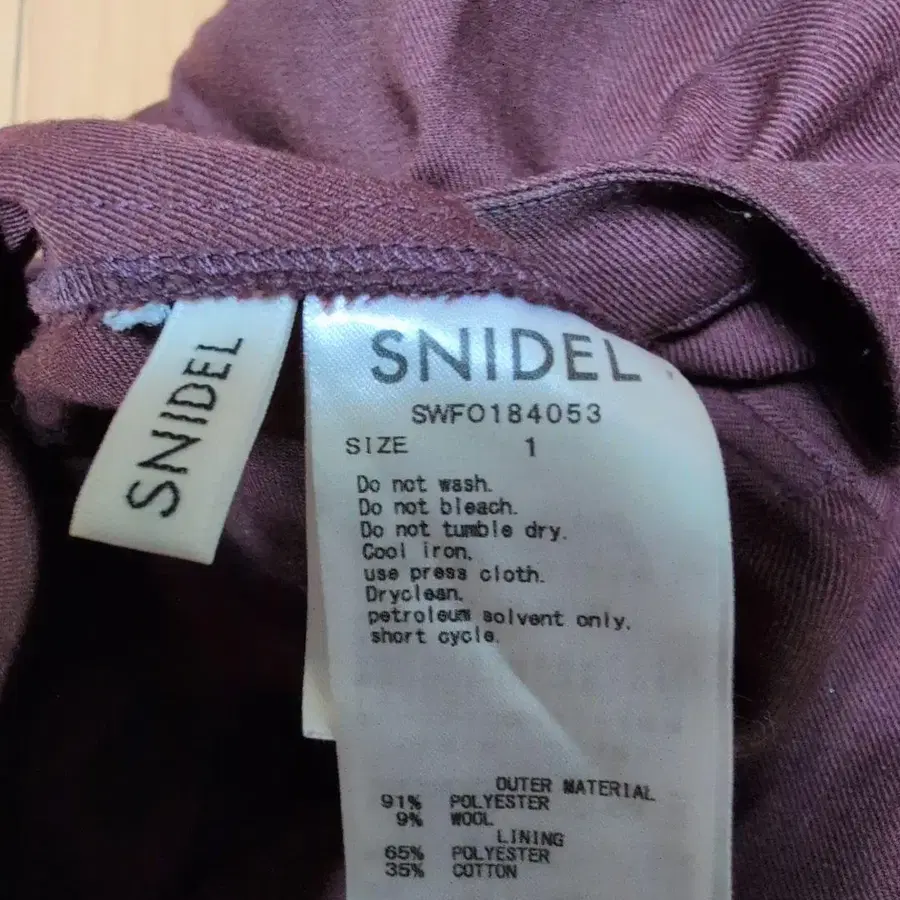 SNIDEL
SNIDEL
SWFO184053
SIZE 1
Do not wash.
Do not bleach.
Do not tumble dry.
Cool iron,
use press cloth.
Dryclean,
petroleum solvent only,
short cycle.
OUTER MATERIAL
91% POLYESTER
9% WOOL
LINING
65% POLYESTER
35% COTTON